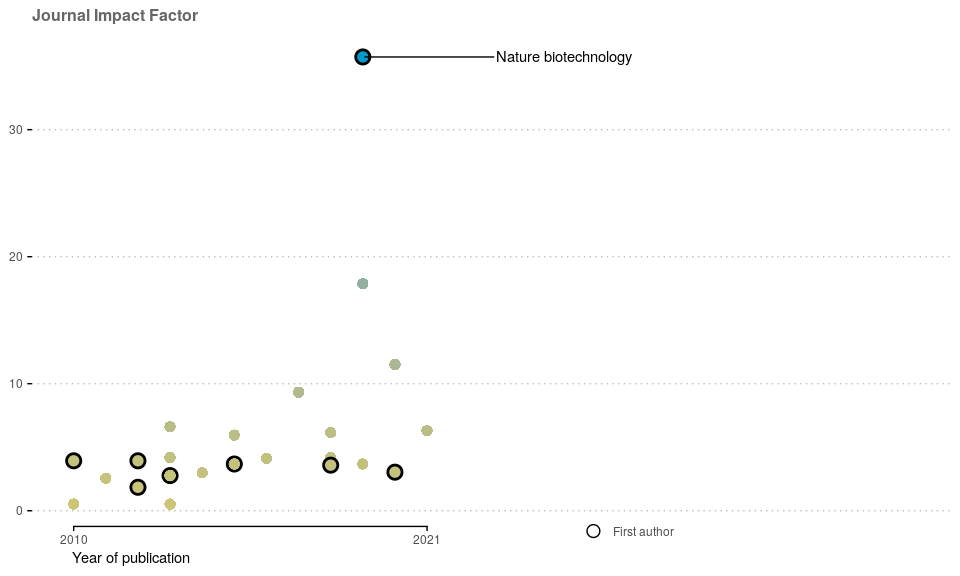 Journal Impact Factor
Nature biotechnology
30
20
10
0
2010
2021
First author
Year of publication